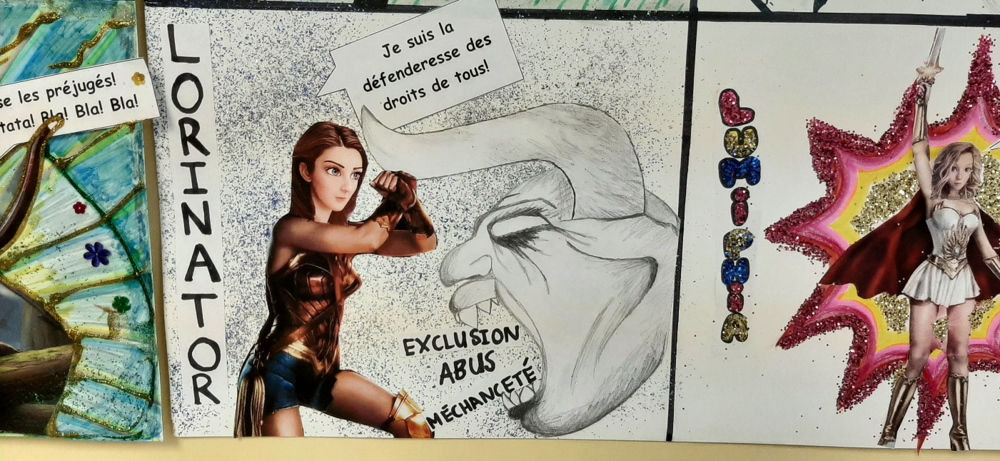 se les préjugés!
tata! Bla! Bla! Bla!
LORINATOR
Je suis la
défenderesse des
droits de tous!
EXCLUSION
ABUS
MÉCHANCETÉ
LUMiPHiA